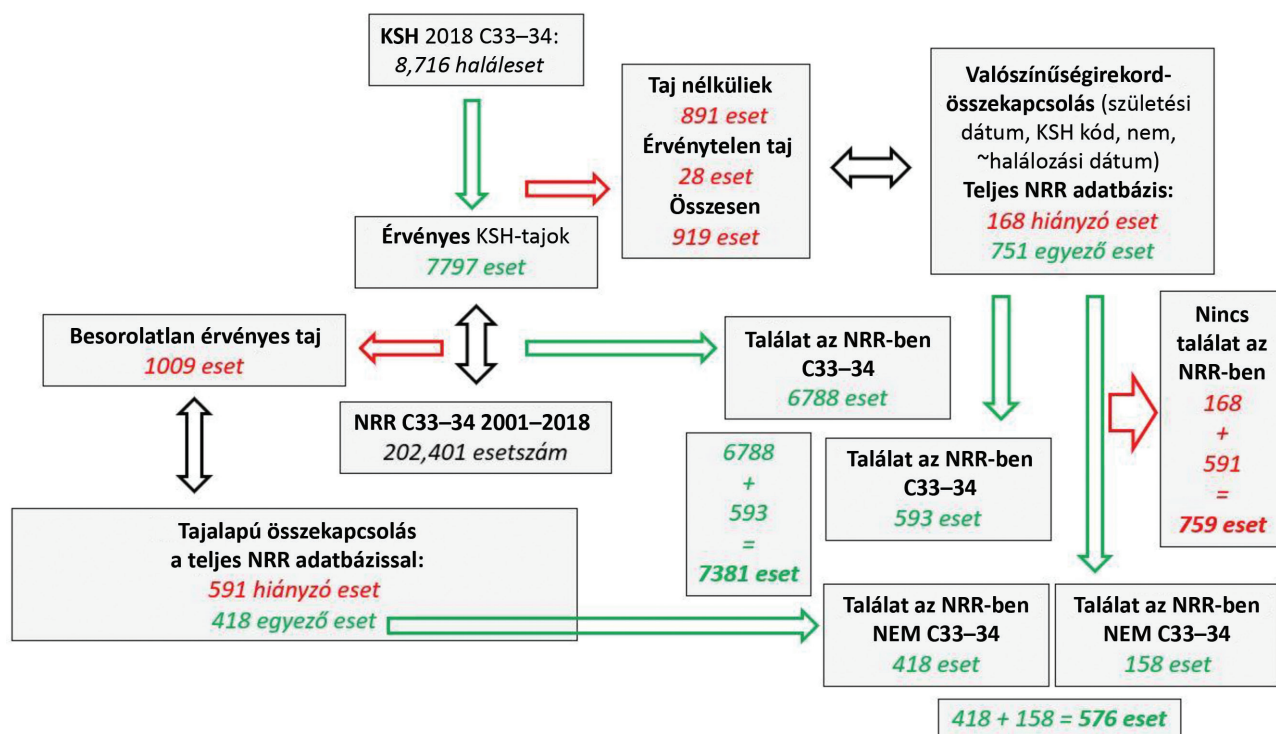 KSH 2018 C33–34:
8,716 haláleset
Taj nélküliek
891 eset
Érvénytelen taj
28 eset
Összesen
919 eset
Valószínűségirekord-
összekapcsolás (születési
dátum, KSH kód, nem,
~halálozási dátum)
Teljes NRR adatbázis:
168 hiányzó eset
751 egyező eset
Érvényes KSH-tajok
7797 eset
Besorolatlan érvényes taj
1009 eset
NRR C33–34 2001–2018
202,401 esetszám
Találat az NRR-ben
C33–34
6788 eset
Nincs
találat az
NRR-ben
168
+
591
=
759 eset
6788
+
593
=
7381 eset
Találat az NRR-ben
C33–34
593 eset
Tajalapú összekapcsolás
a teljes NRR adatbázissal:
591 hiányzó eset
418 egyező eset
Találat az NRR-ben
NEM C33–34
418 eset
Találat az NRR-ben
NEM C33–34
158 eset
418 + 158 = 576 eset